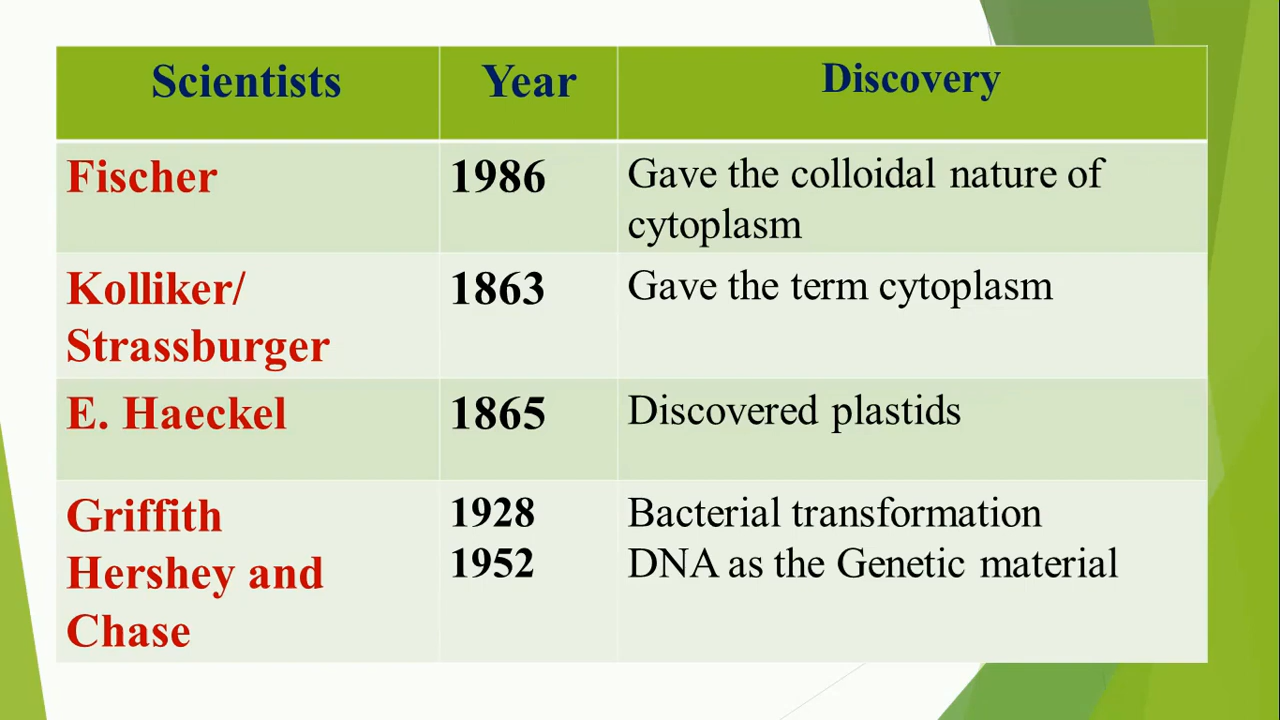 Scientists Year Discovery
Fischer 1986 Gave the colloidal nature of
cytoplasm
Kolliker/ 1863 Gave the term cytoplasm
Strassburger
E. Haeckel 1865 Discovered plastids
Griffith 1928 Bacterial transformation
Hershey and 1952 DNA as the Genetic material
Chase